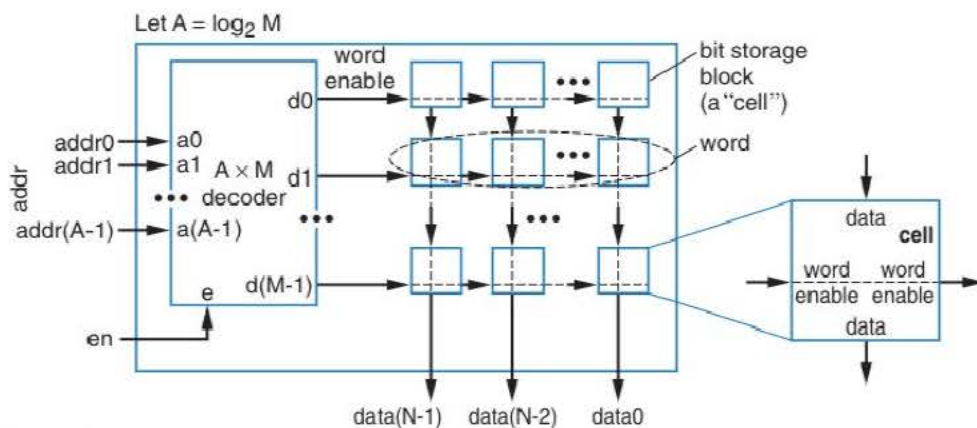 Let A = log₂ M
word
enable
bit storage
block
(a "cell")
d0
addr0
a0
addr1
a1
A × M
decoder
d1
word
addr
addr(A-1)
a(A-1)
d(M-1)
e
en
data
cell
word word
enable enable
data
data(N-1) data(N-2) data0